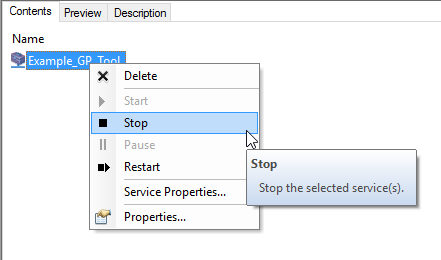 Contents Preview Description
Name
Example_GP_Tool
Delete
Start
Stop
Pause
Restart
Service Properties...
Properties...
Stop
Stop the selected service(s).